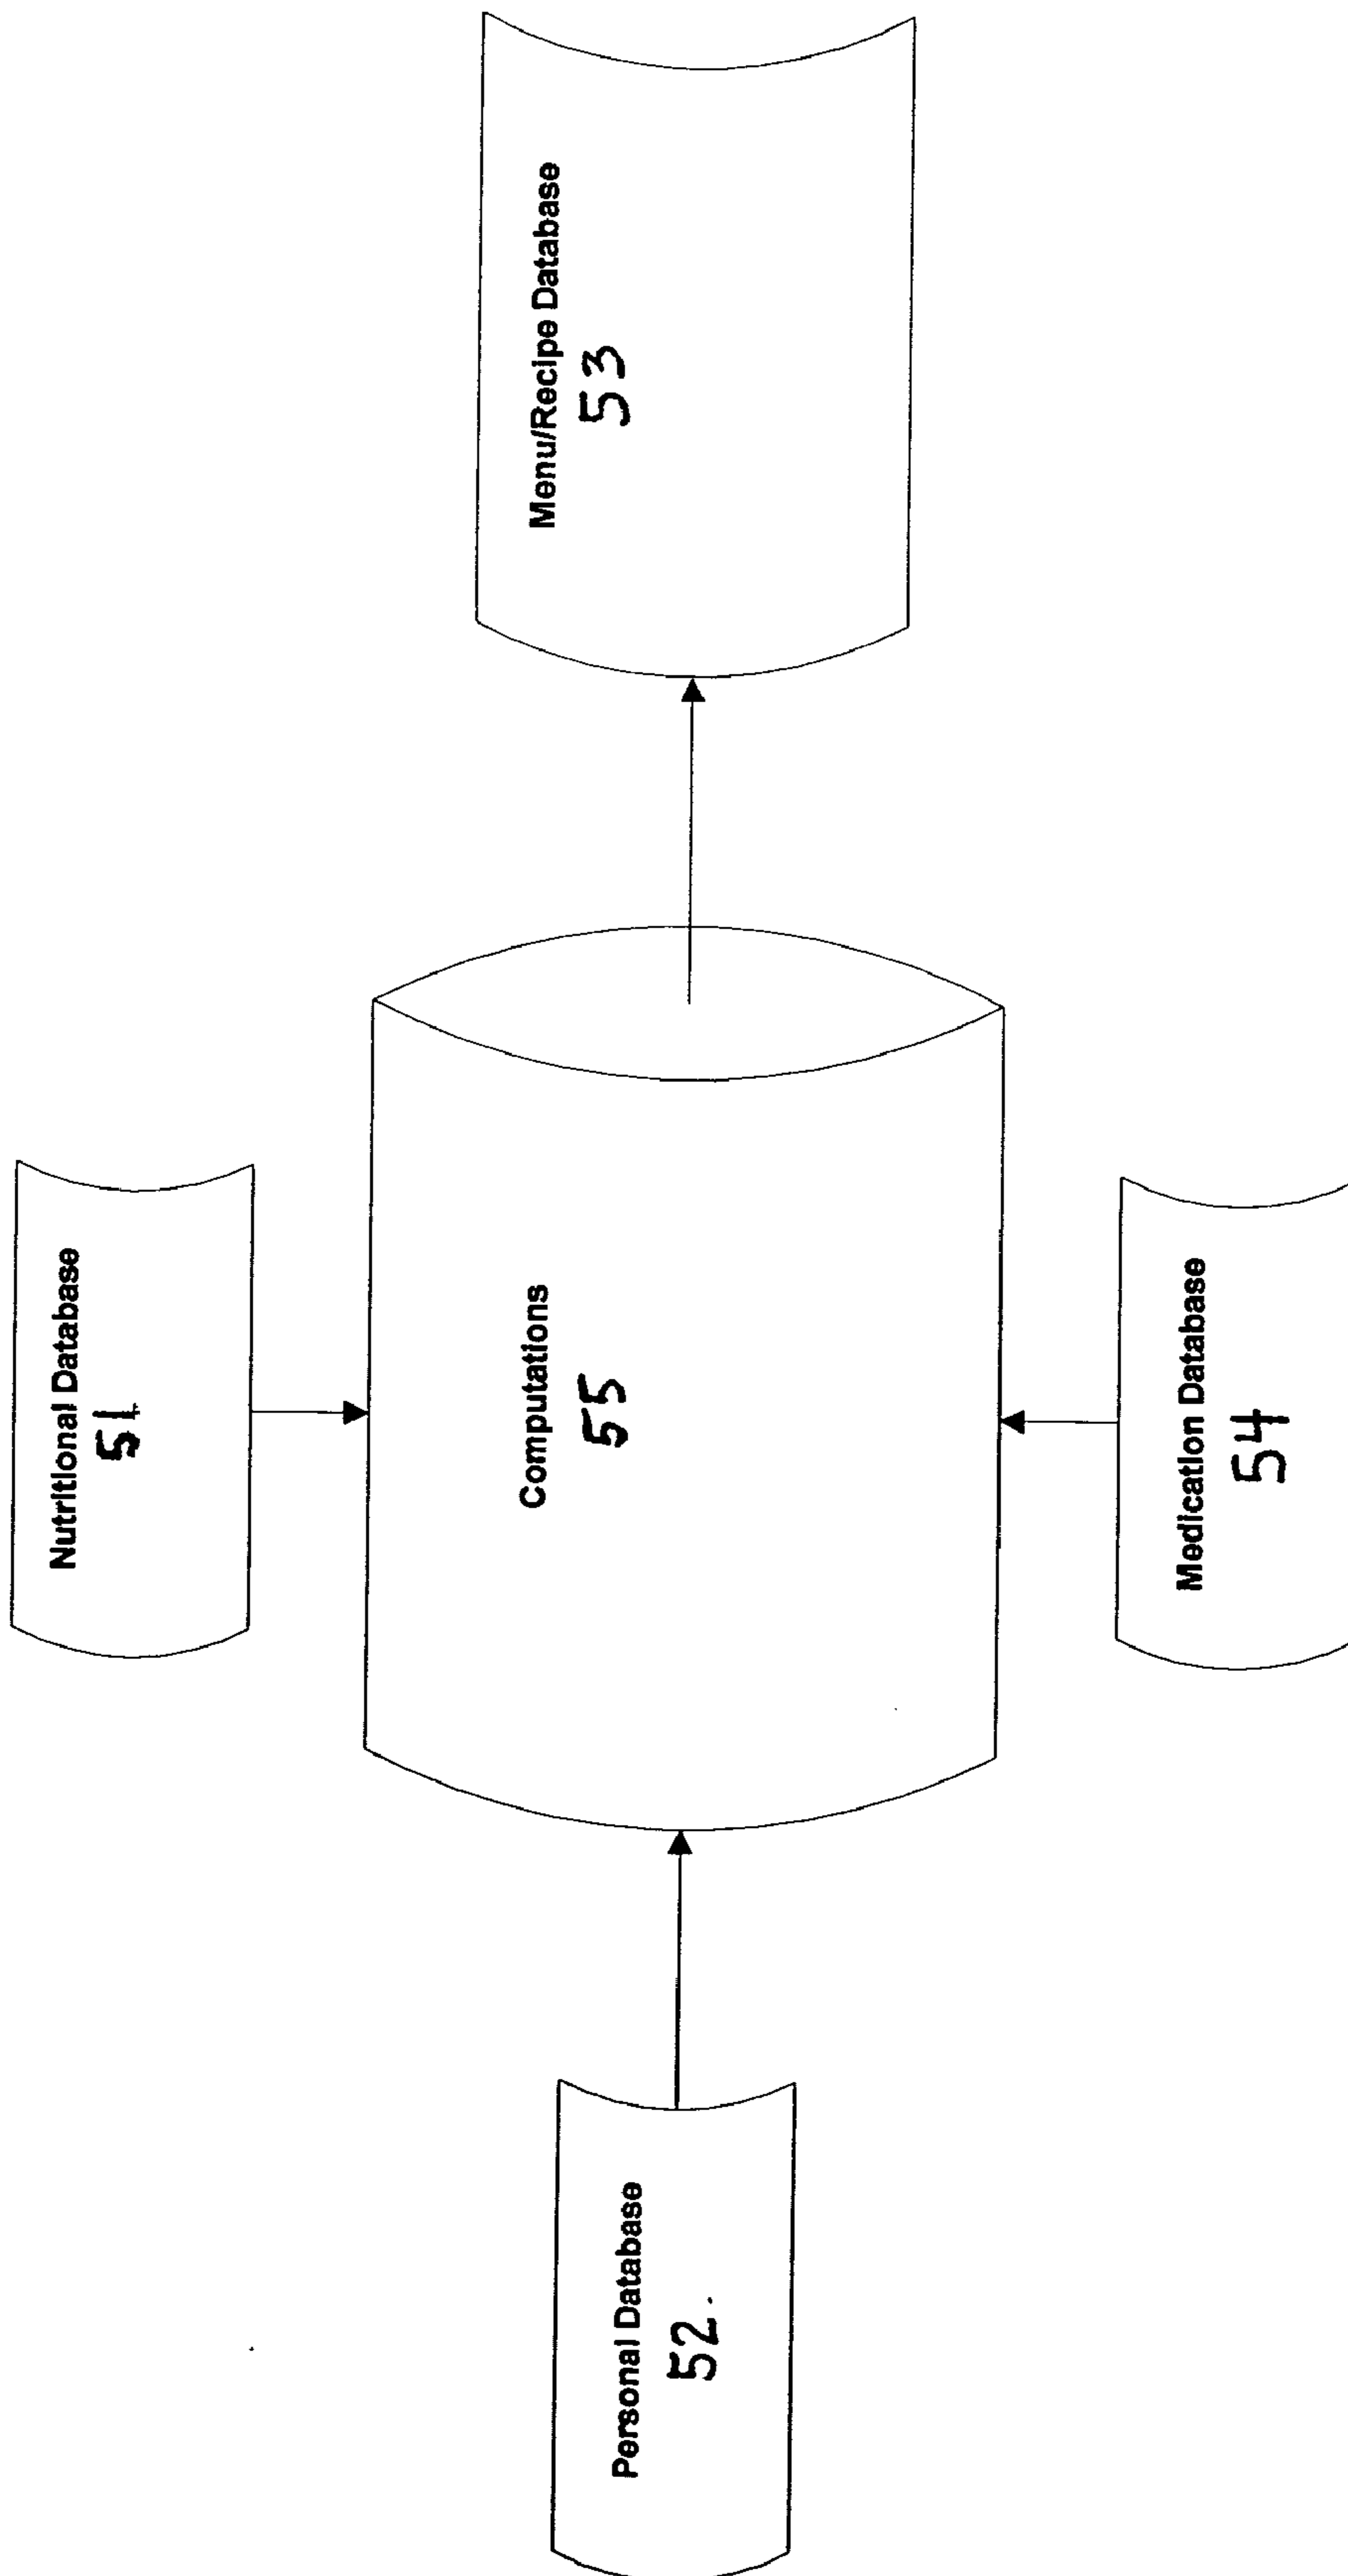 Nutritional Database
51
Personal Database
52.
Computations
55
Menu/Recipe Database
53
Medication Database
54